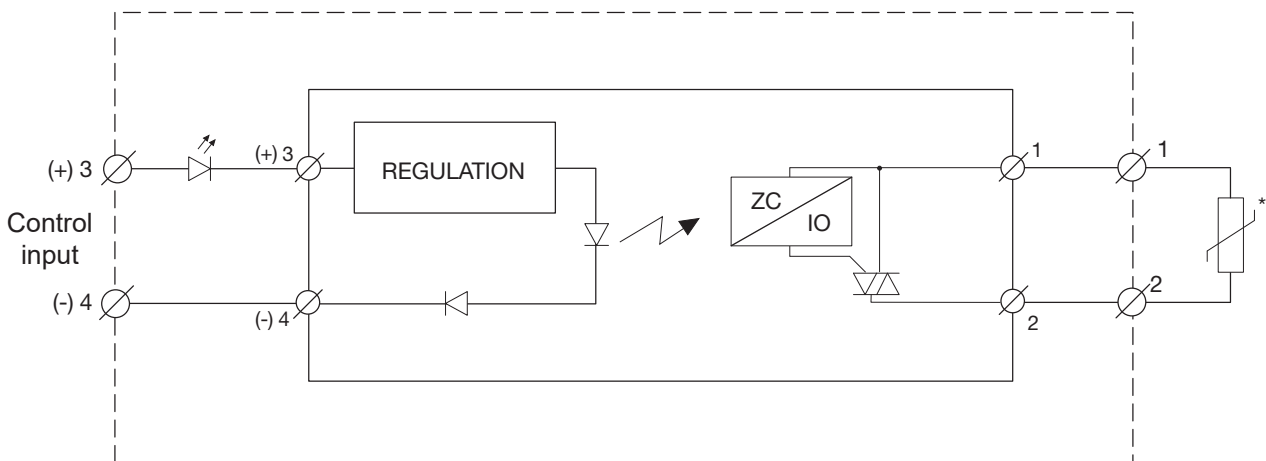 (+) 3
(+) 3
REGULATION
1
1
*
ZC
IO
Control
input
(-) 4
(-) 4
2
2